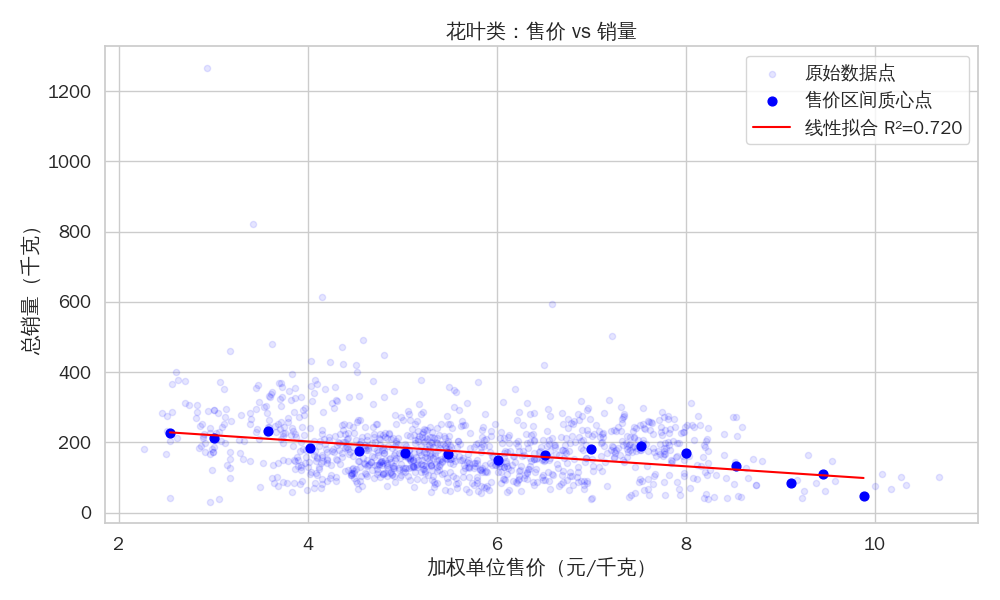 花叶类：售价 vs 销量
原始数据点
售价区间质心点
线性拟合 R²=0.720
总销量（千克）
1200
1000
800
600
400
200
0
2
4
6
8
10
加权单位售价（元/千克）